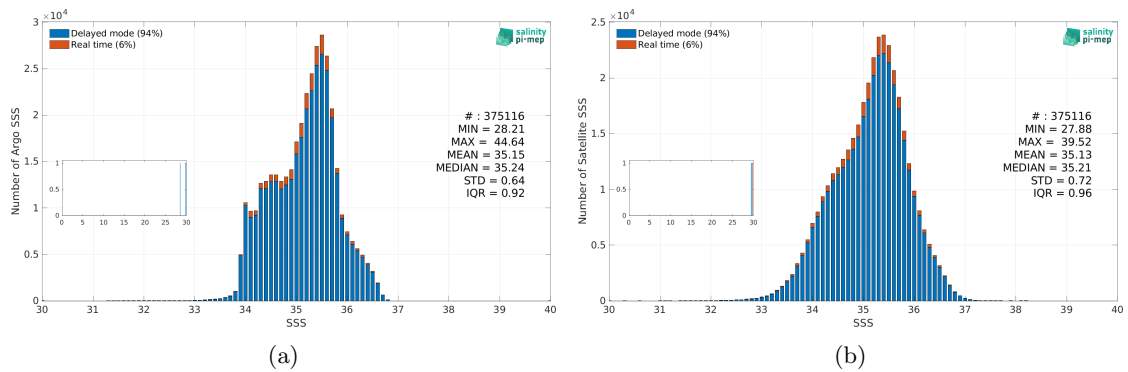 ×10^4
3
2.5
2
1.5
1
0.5
0
Number of Argo SSS
Delayed mode (94%)
Real time (6%)
salinity
pi-mep
# : 375116
MIN = 28.21
MAX = 44.64
MEAN = 35.15
MEDIAN = 35.24
STD = 0.64
IQR = 0.92
1
0.5
0
0 5 10 15 20 25 30
30 31 32 33 34 35 36 37 38 39 40
SSS
(a)
×10^4
2.5
2
1.5
1
0.5
0
Number of Satellite SSS
Delayed mode (94%)
Real time (6%)
salinity
pi-mep
# : 375116
MIN = 27.88
MAX = 39.52
MEAN = 35.13
MEDIAN = 35.21
STD = 0.72
IQR = 0.96
1
0.5
0
0 5 10 15 20 25 30
30 31 32 33 34 35 36 37 38 39 40
SSS
(b)